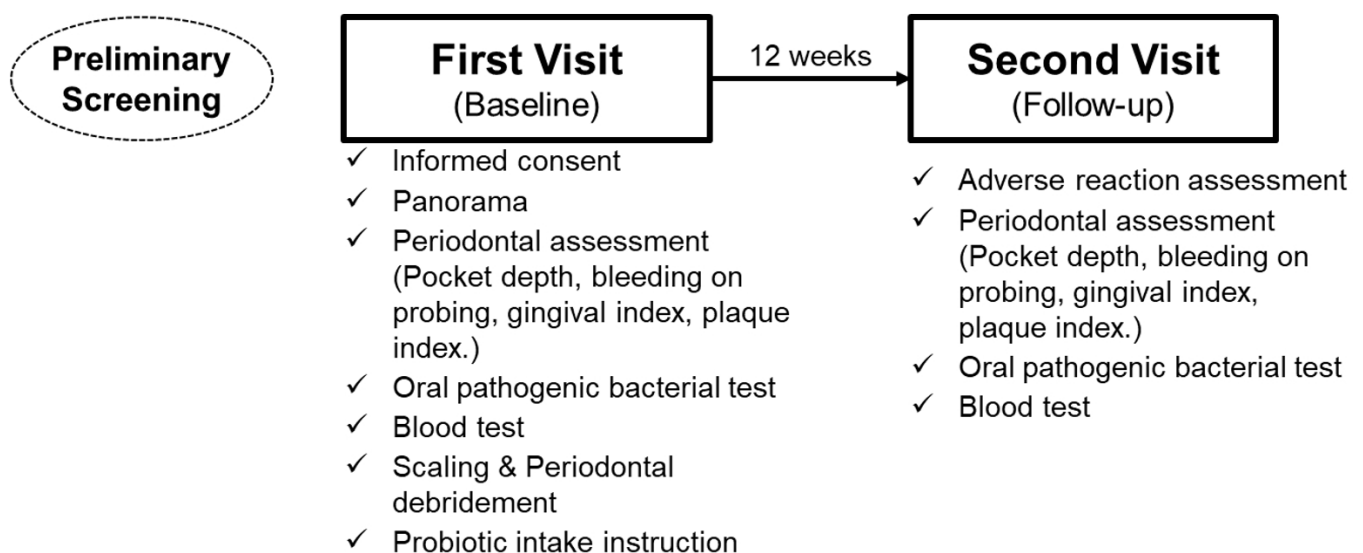 Preliminary
Screening
First Visit
(Baseline)
12 weeks
Second Visit
(Follow-up)
✓ Informed consent
✓ Panorama
✓ Periodontal assessment
(Pocket depth, bleeding on
probing, gingival index, plaque
index.)
✓ Oral pathogenic bacterial test
✓ Blood test
✓ Scaling & Periodontal
debridement
✓ Probiotic intake instruction
✓ Adverse reaction assessment
✓ Periodontal assessment
(Pocket depth, bleeding on
probing, gingival index,
plaque index.)
✓ Oral pathogenic bacterial test
✓ Blood test